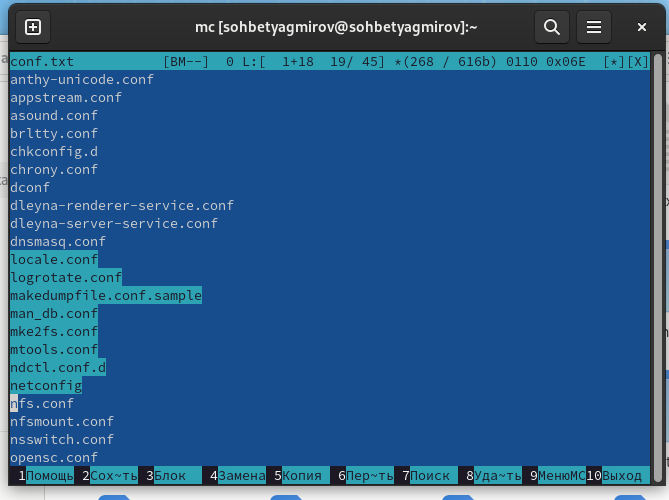 mc [sohbetyagmirov@sohbetyagmirov]:~
conf.txt [BM--] 0 L:[ 1+18 19/ 45] *(268 / 616b) 0110 0x06E [*][X]
anthy-unicode.conf
appstream.conf
asound.conf
brltty.conf
chkconfig.d
chrony.conf
dconf
dleyna-renderer-service.conf
dleyna-server-service.conf
dnsmasq.conf
locale.conf
logrotate.conf
makedumpfile.conf.sample
man_db.conf
mke2fs.conf
mtools.conf
ndctl.conf.d
netconfig
nfs.conf
nfsmount.conf
nsswitch.conf
opensc.conf
1Помощь 2Сох~ть 3Блок 4Замена 5Копия 6Пер~ть 7Поиск 8Уда~ть 9МенюMC 10Выход